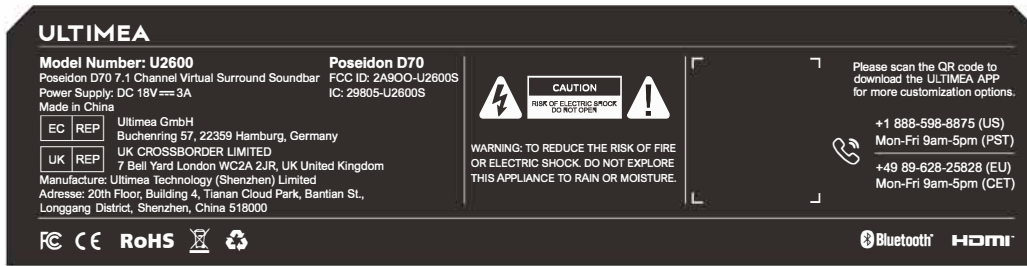 ULTIMEA
Model Number: U2600
Poseidon D70 7.1 Channel Virtual Surround Soundbar
Power Supply: DC 18V⎓3A
Made in China
Poseidon D70
FCC ID: 2A9OO-U2600S
IC: 29805-U2600S
EC REP
Ultimea GmbH
Buchenring 57, 22359 Hamburg, Germany
UK REP
UK CROSSBORDER LIMITED
7 Bell Yard London WC2A 2JR, UK United Kingdom
Manufacture: Ultimea Technology (Shenzhen) Limited
Adresse: 20th Floor, Building 4, Tianan Cloud Park, Bantian St.,
Longgang District, Shenzhen, China 518000
CAUTION
RISK OF ELECTRIC SHOCK
DO NOT OPEN
WARNING: TO REDUCE THE RISK OF FIRE
OR ELECTRIC SHOCK. DO NOT EXPLORE
THIS APPLIANCE TO RAIN OR MOISTURE.
Please scan the QR code to
download the ULTIMEA APP
for more customization options.
+1 888-598-8875 (US)
Mon-Fri 9am-5pm (PST)
+49 89-628-25828 (EU)
Mon-Fri 9am-5pm (CET)
FC CE RoHS
Bluetooth HDMI